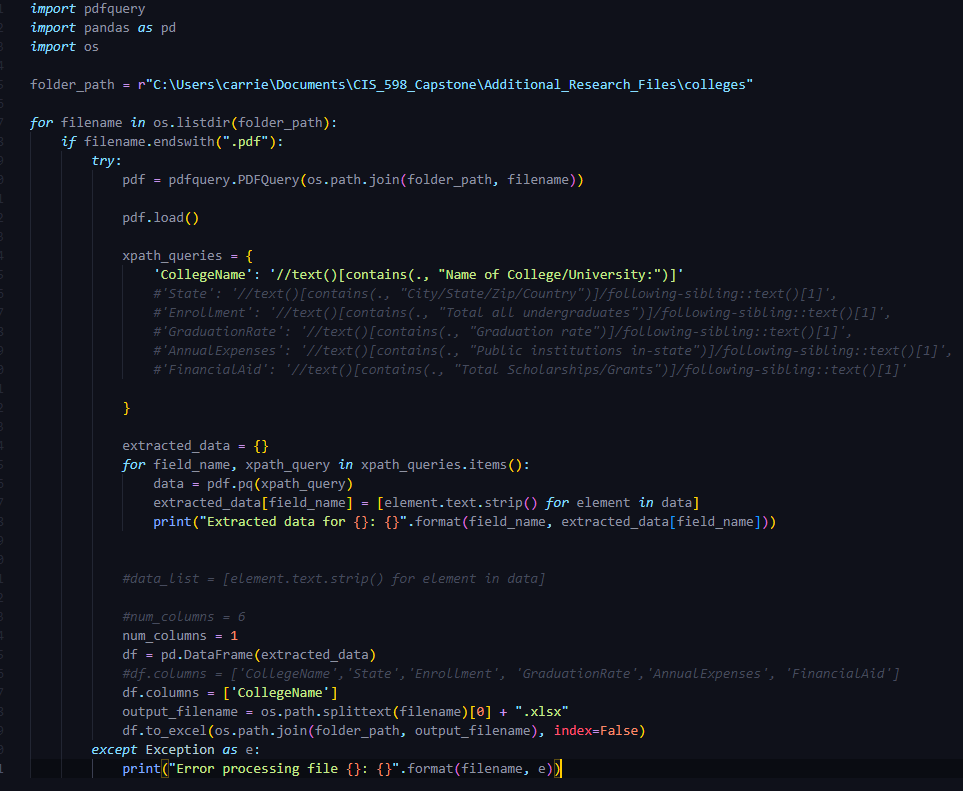 import pdfquery
import pandas as pd
import os
folder_path = r"C:\Users\carrie\Documents\CIS_598_Capstone\Additional_Research_Files\colleges"
for filename in os.listdir(folder_path):
    if filename.endswith(".pdf"):
        try:
            pdf = pdfquery.PDFQuery(os.path.join(folder_path, filename))
            pdf.load()
            xpath_queries = {
                'CollegeName': '//text()[contains(., "Name of College/University:")]'
                #'State': '//text()[contains(., "City/State/Zip/Country")]/following-sibling::text()[1]',
                #'Enrollment': '//text()[contains(., "Total all undergraduates")]/following-sibling::text()[1]',
                #'GraduationRate': '//text()[contains(., "Graduation rate")]/following-sibling::text()[1]',
                #'AnnualExpenses': '//text()[contains(., "Public institutions in-state")]/following-sibling::text()[1]',
                #'FinancialAid': '//text()[contains(., "Total Scholarships/Grants")]/following-sibling::text()[1]'
            }
            extracted_data = {}
            for field_name, xpath_query in xpath_queries.items():
                data = pdf.pq(xpath_query)
                extracted_data[field_name] = [element.text.strip() for element in data]
                print("Extracted data for {}: {}".format(field_name, extracted_data[field_name]))
            #data_list = [element.text.strip() for element in data]
            #num_columns = 6
            num_columns = 1
            df = pd.DataFrame(extracted_data)
            #df.columns = ['CollegeName','State','Enrollment', 'GraduationRate','AnnualExpenses', 'FinancialAid']
            df.columns = ['CollegeName']
            output_filename = os.path.splittext(filename)[0] + ".xlsx"
            df.to_excel(os.path.join(folder_path, output_filename), index=False)
        except Exception as e:
            print("Error processing file {}: {}".format(filename, e))